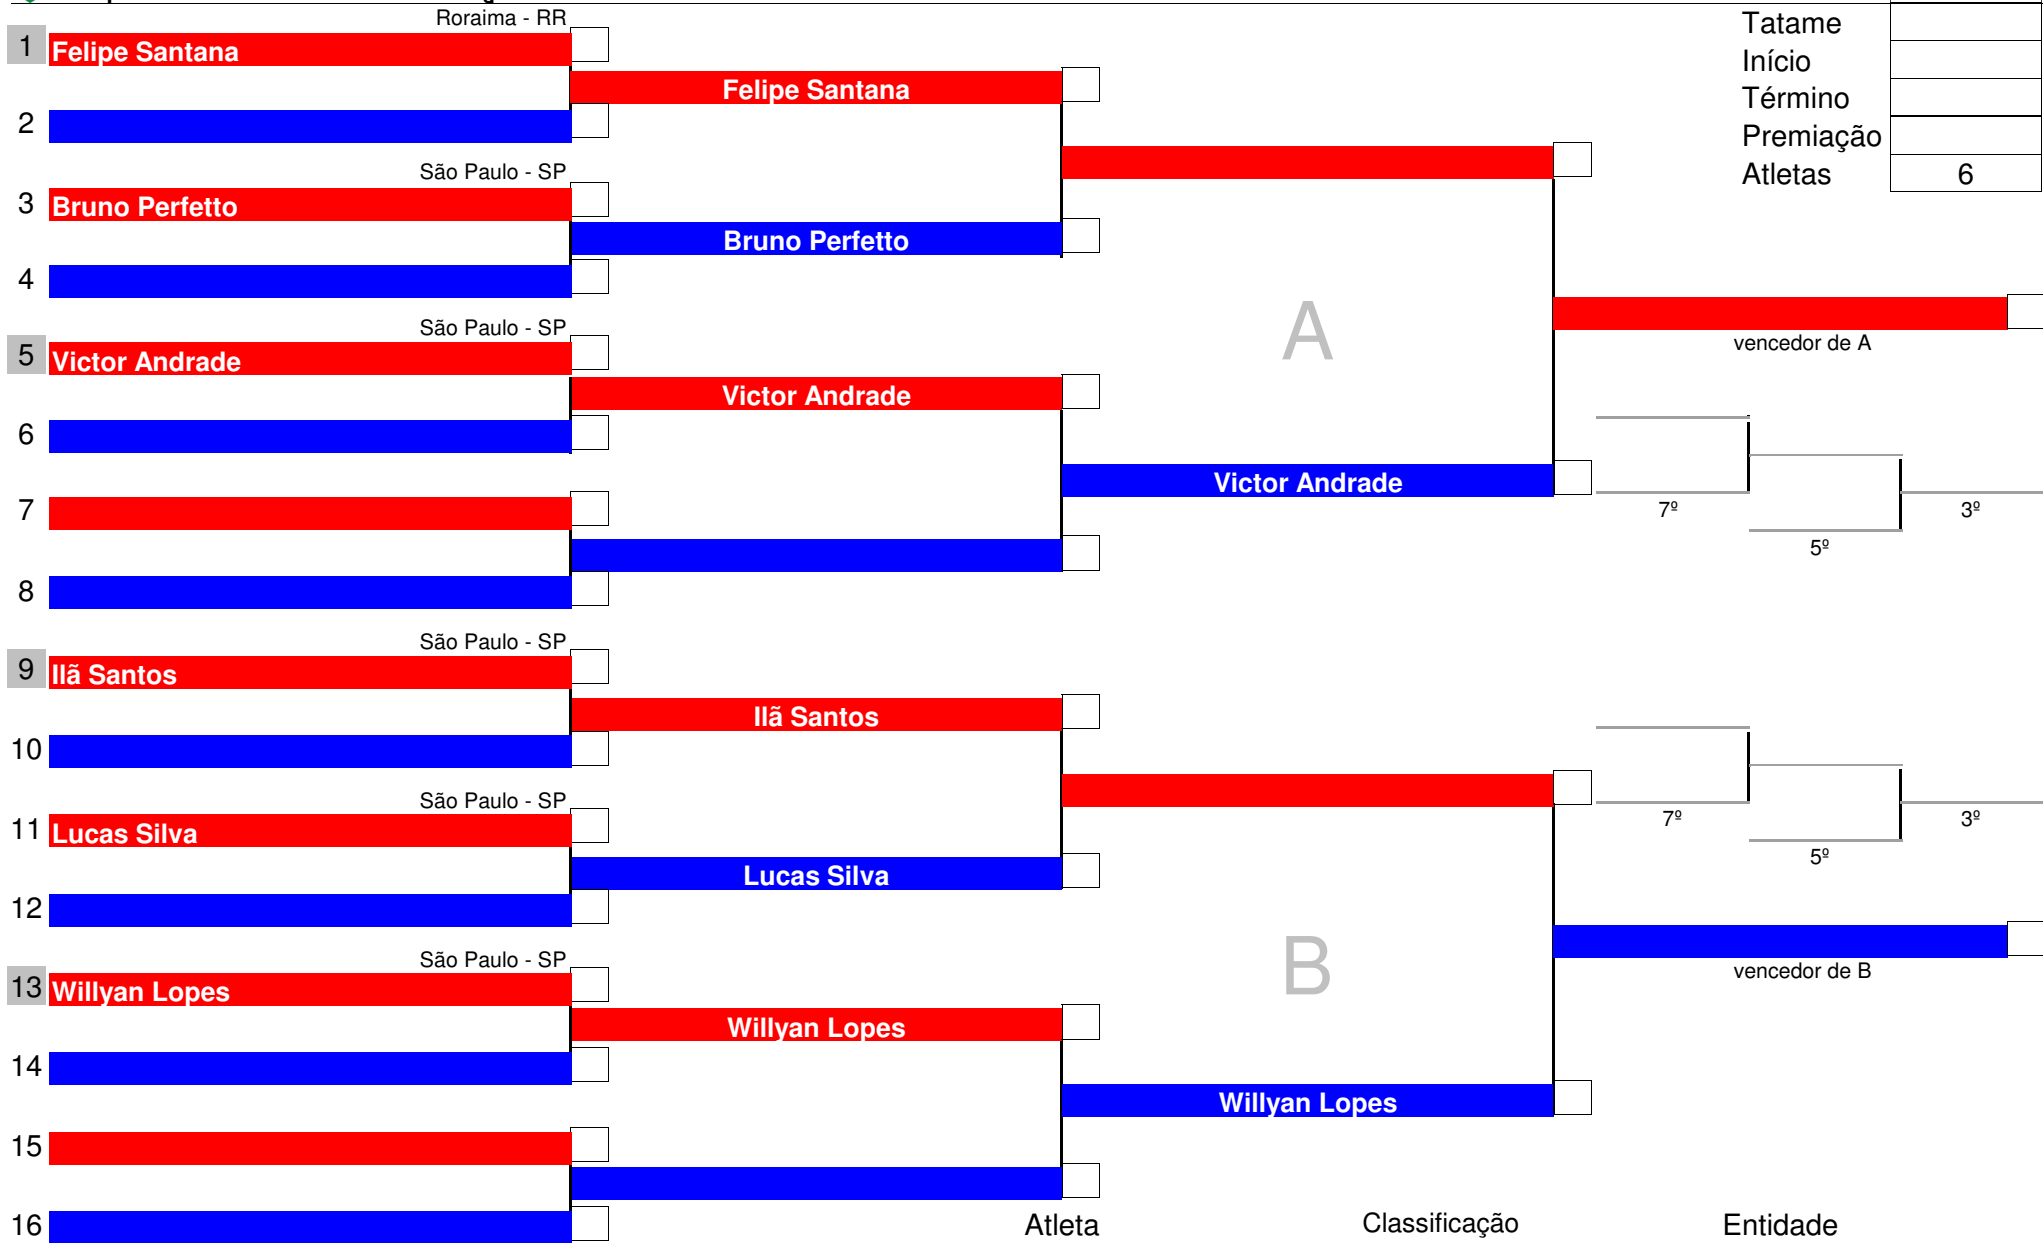 Roraima - RR
1 Felipe Santana
Felipe Santana
2
São Paulo - SP
3 Bruno Perfetto
Bruno Perfetto
4
São Paulo - SP
5 Victor Andrade
Victor Andrade
6
Victor Andrade
7
8
São Paulo - SP
9 Ilã Santos
Ilã Santos
10
São Paulo - SP
11 Lucas Silva
Lucas Silva
12
São Paulo - SP
13 Willyan Lopes
Willyan Lopes
14
Willyan Lopes
15
16
A
B
vencedor de A
7º
5º
3º
7º
5º
3º
vencedor de B
Tatame
Início
Término
Premiação
Atletas 6
Atleta Classificação Entidade